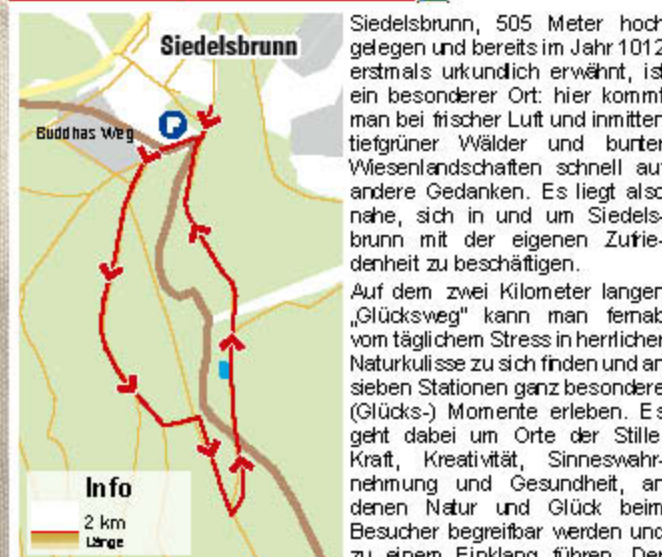 Siedelsbrunn
Buddhas Weg
Info
2 km
Länge
Siedelsbrunn, 505 Meter hoch
gelegen und bereits im Jahr 1012
erstmals urkundlich erwähnt, ist
ein besonderer Ort: hier kommt
man bei frischer Luft und inmitten
tiefgrüner Wälder und bunter
Wiesenlandschaften schnell auf
andere Gedanken. Es liegt also
nahe, sich in und um Siedels-
brunn mit der eigenen Zufrie-
denheit zu beschäftigen.
Auf dem zwei Kilometer langen
„Glücksweg" kann man fernab
vom täglichem Stress in herrlicher
Naturkulisse zu sich finden und an
sieben Stationen ganz besondere
(Glücks-) Momente erleben. Es
geht dabei um Orte der Stille,
Kraft, Kreativität, Sinneswahr-
nehmung und Gesundheit, an
denen Natur und Glück beim
Besucher begreifbar werden und
zu einem Einklang führen. Der